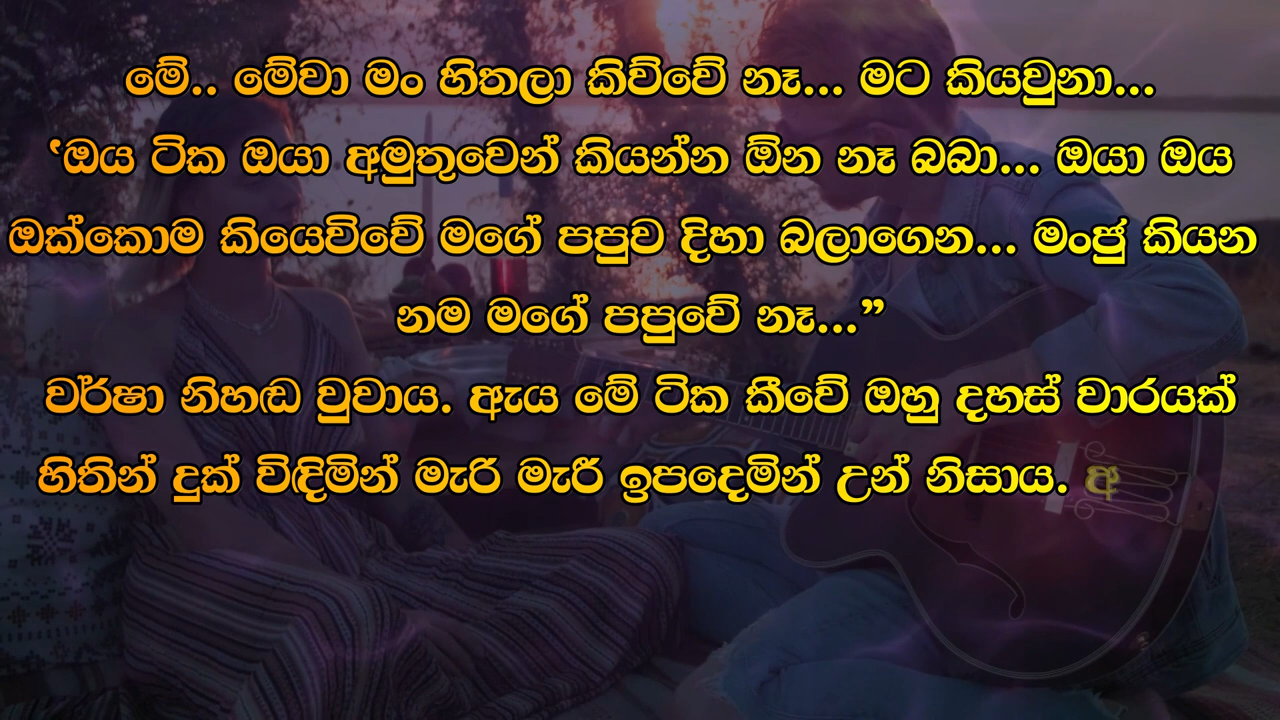 මේ.. මේවා මං හිතලා කිව්වේ නෑ... මට කියවුනා...
‘ඔය ටික ඔයා අමුතුවෙන් කියන්න ඕන නෑ බබා... ඔයා ඔය
ඔක්කොම කියෙව්වේ මගේ පපුව දිහා බලාගෙන... මංජු කියන
නම මගේ පපුවේ නෑ...”
වර්ෂා නිහඬ වුවාය. ඇය මේ ටික කීවේ ඔහු දහස් වාරයක්
හිතින් දුක් විඳිමින් මැරි මැරී ඉපදෙමින් උන් නිසාය. අ